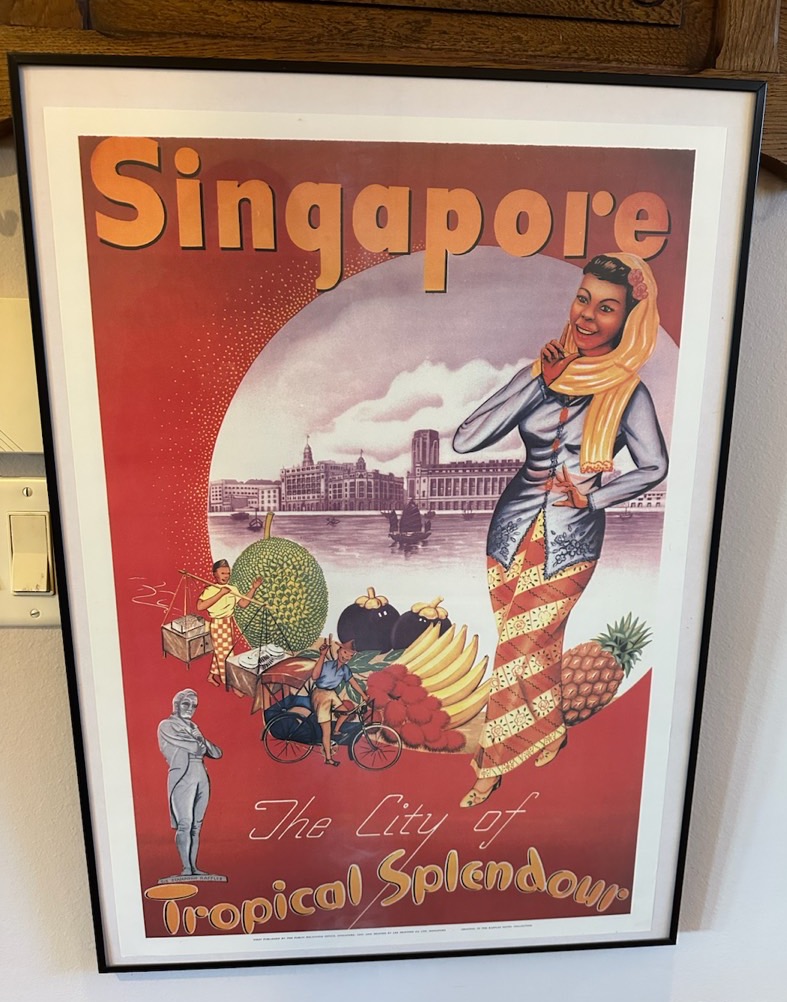 Singapore
The City of
Tropical Splendour